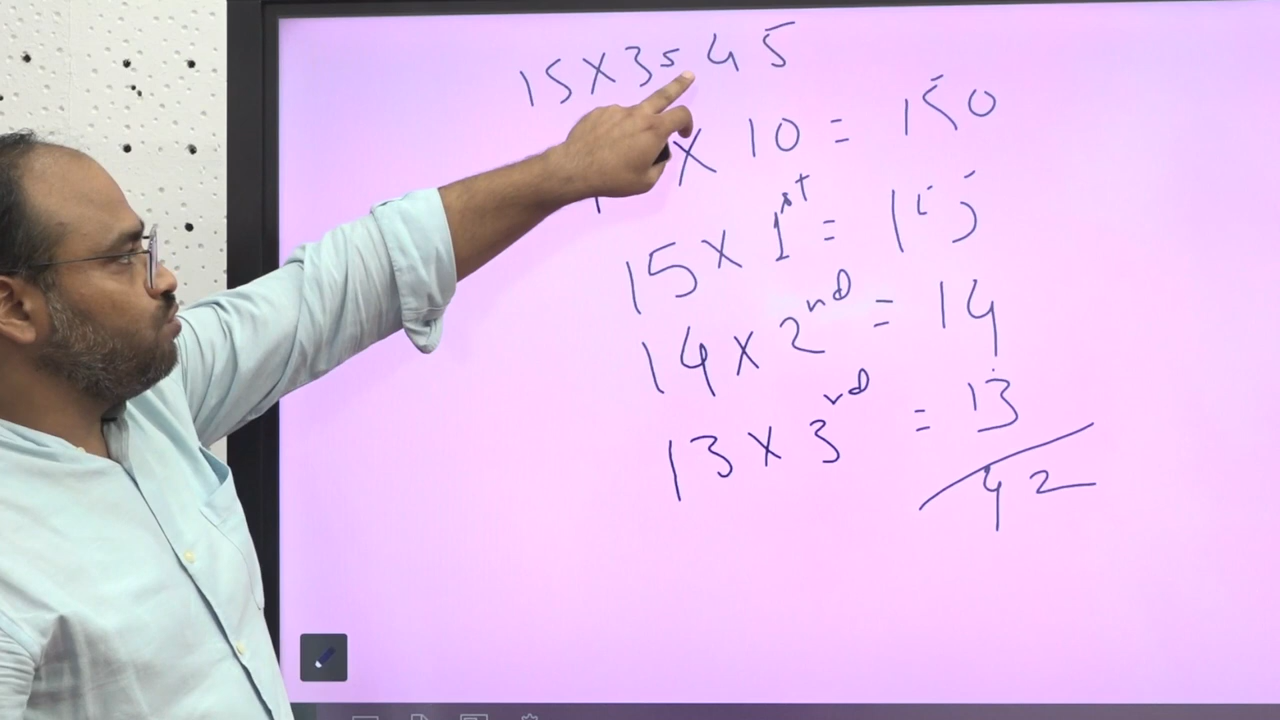 15 x 3 = 45
x 10 = 150
15 x 1st = 15
14 x 2nd = 14
13 x 3rd = 13
42